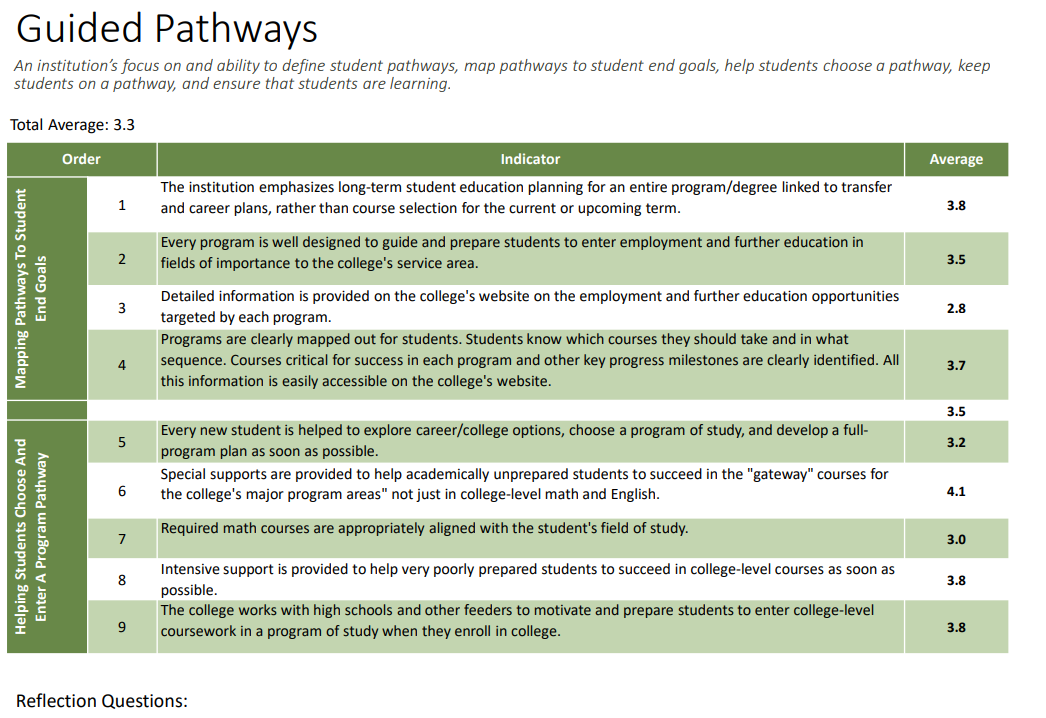 Guided Pathways
An institution's focus on and ability to define student pathways, map pathways to student end goals, help students choose a pathway, keep
students on a pathway, and ensure that students are learning.
Total Average: 3.3
Order Indicator Average
Mapping Pathways To Student
End Goals
1
The institution emphasizes long-term student education planning for an entire program/degree linked to transfer
and career plans, rather than course selection for the current or upcoming term.
3.8
2
Every program is well designed to guide and prepare students to enter employment and further education in
fields of importance to the college's service area.
3.5
3
Detailed information is provided on the college's website on the employment and further education opportunities
targeted by each program.
2.8
4
Programs are clearly mapped out for students. Students know which courses they should take and in what
sequence. Courses critical for success in each program and other key progress milestones are clearly identified. All
this information is easily accessible on the college's website.
3.7
3.5
Helping Students Choose And
Enter A Program Pathway
5
Every new student is helped to explore career/college options, choose a program of study, and develop a full-
program plan as soon as possible.
3.2
6
Special supports are provided to help academically unprepared students to succeed in the "gateway" courses for
the college's major program areas" not just in college-level math and English.
4.1
7
Required math courses are appropriately aligned with the student's field of study.
3.0
8
Intensive support is provided to help very poorly prepared students to succeed in college-level courses as soon as
possible.
3.8
9
The college works with high schools and other feeders to motivate and prepare students to enter college-level
coursework in a program of study when they enroll in college.
3.8
Reflection Questions: